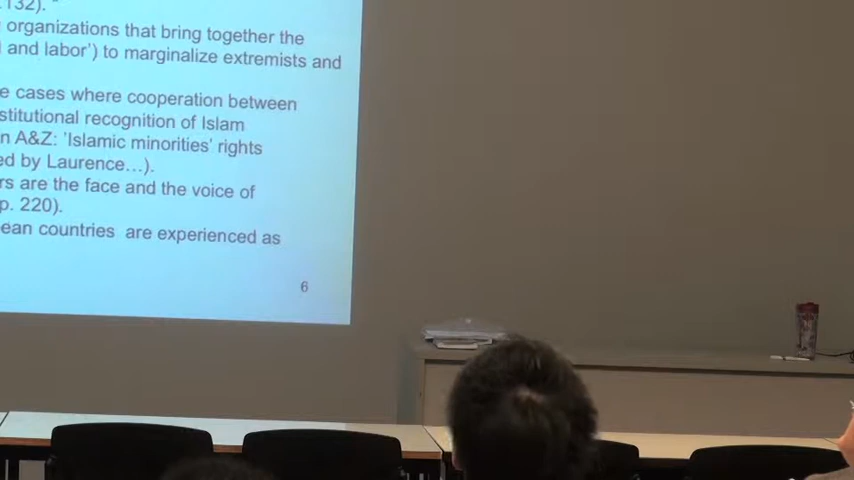 132).
organizations that bring together the
and labor') to marginalize extremists and
cases where cooperation between
stitutional recognition of Islam
n A&Z: 'Islamic minorities' rights
ed by Laurence…).
rs are the face and the voice of
p. 220).
ean countries are experienced as
6